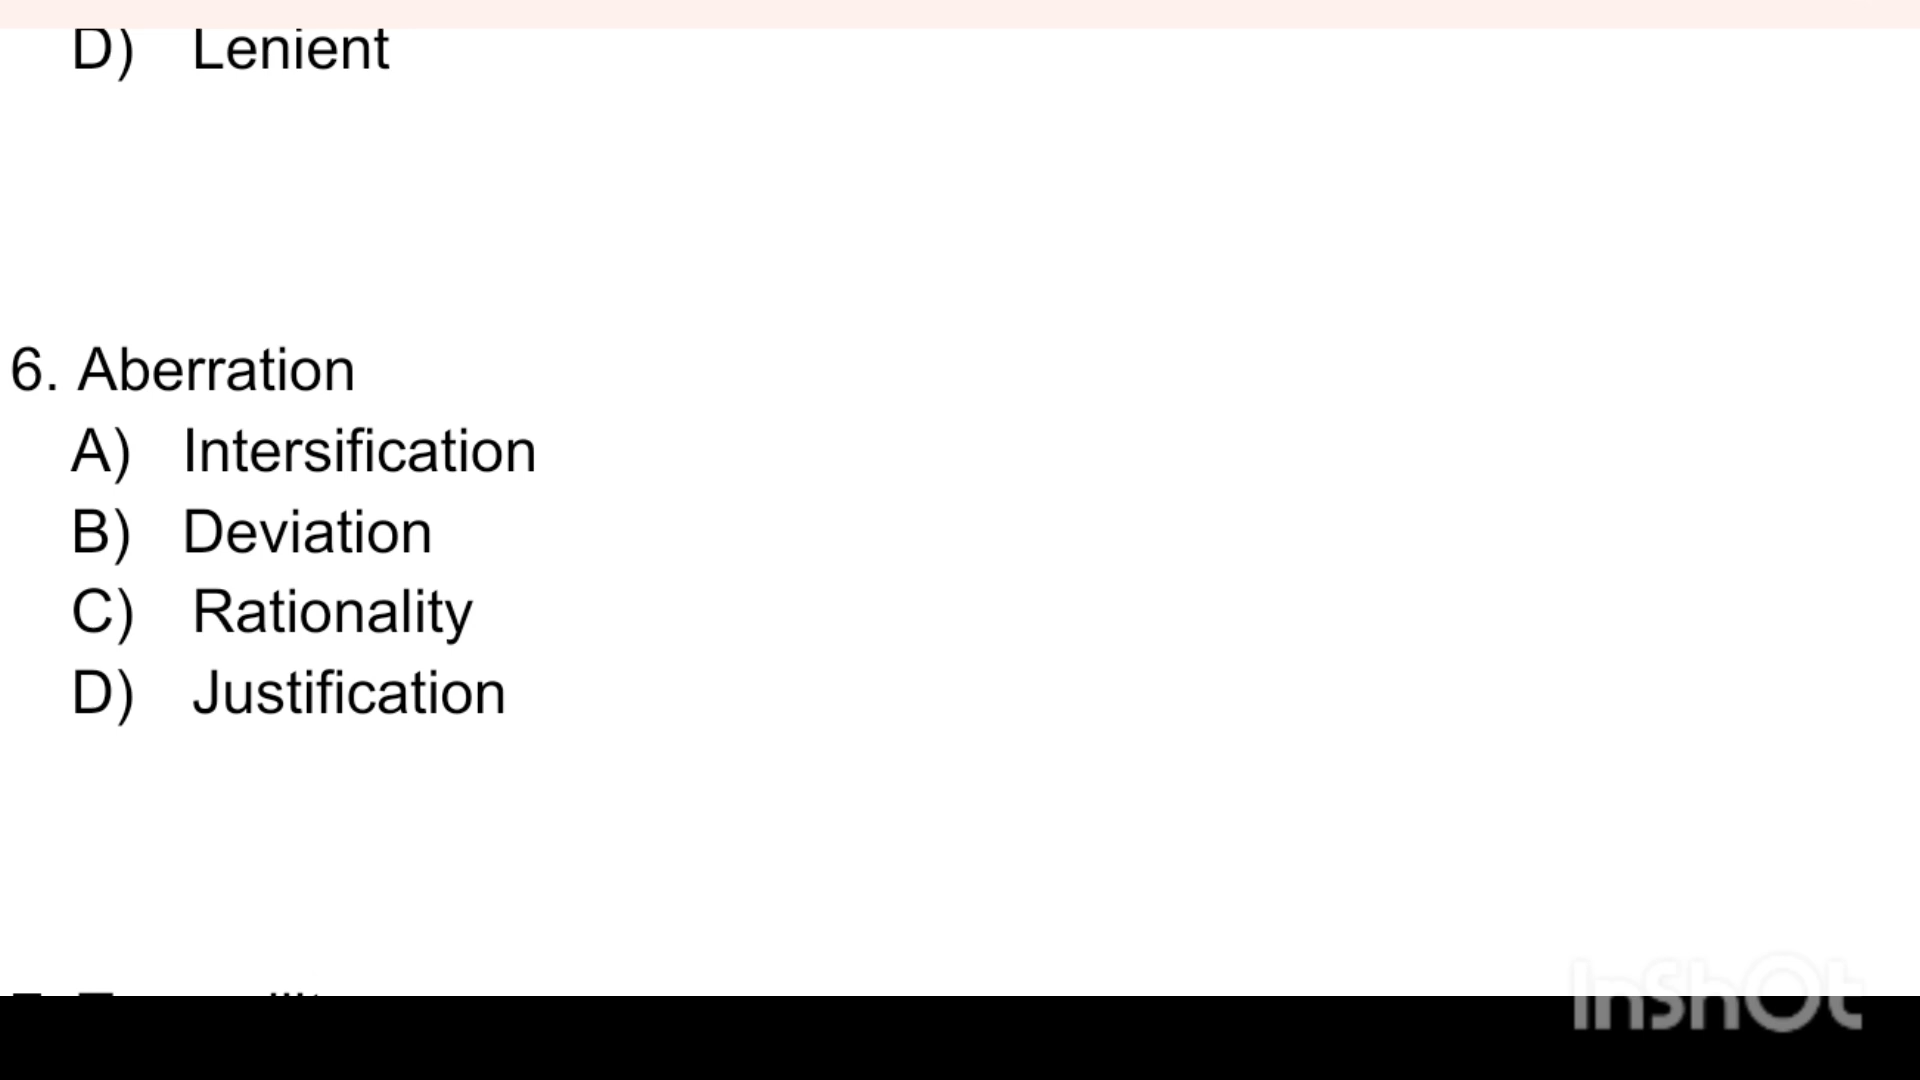 D) Lenient
6. Aberration
A) Intersification
B) Deviation
C) Rationality
D) Justification
InShOt